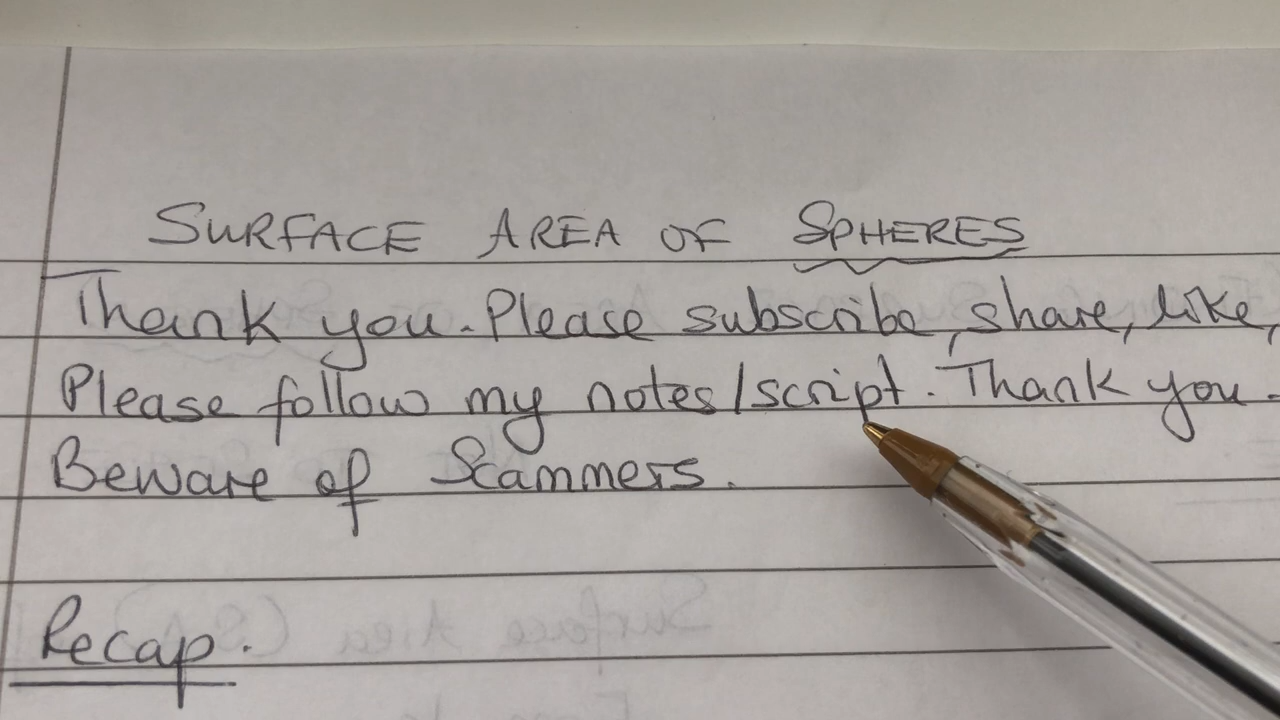 SURFACE AREA OF SPHERES
Thank you. Please subscribe, share, like,
Please follow my notes/script. Thank you.
Beware of Scammers.
Recap.